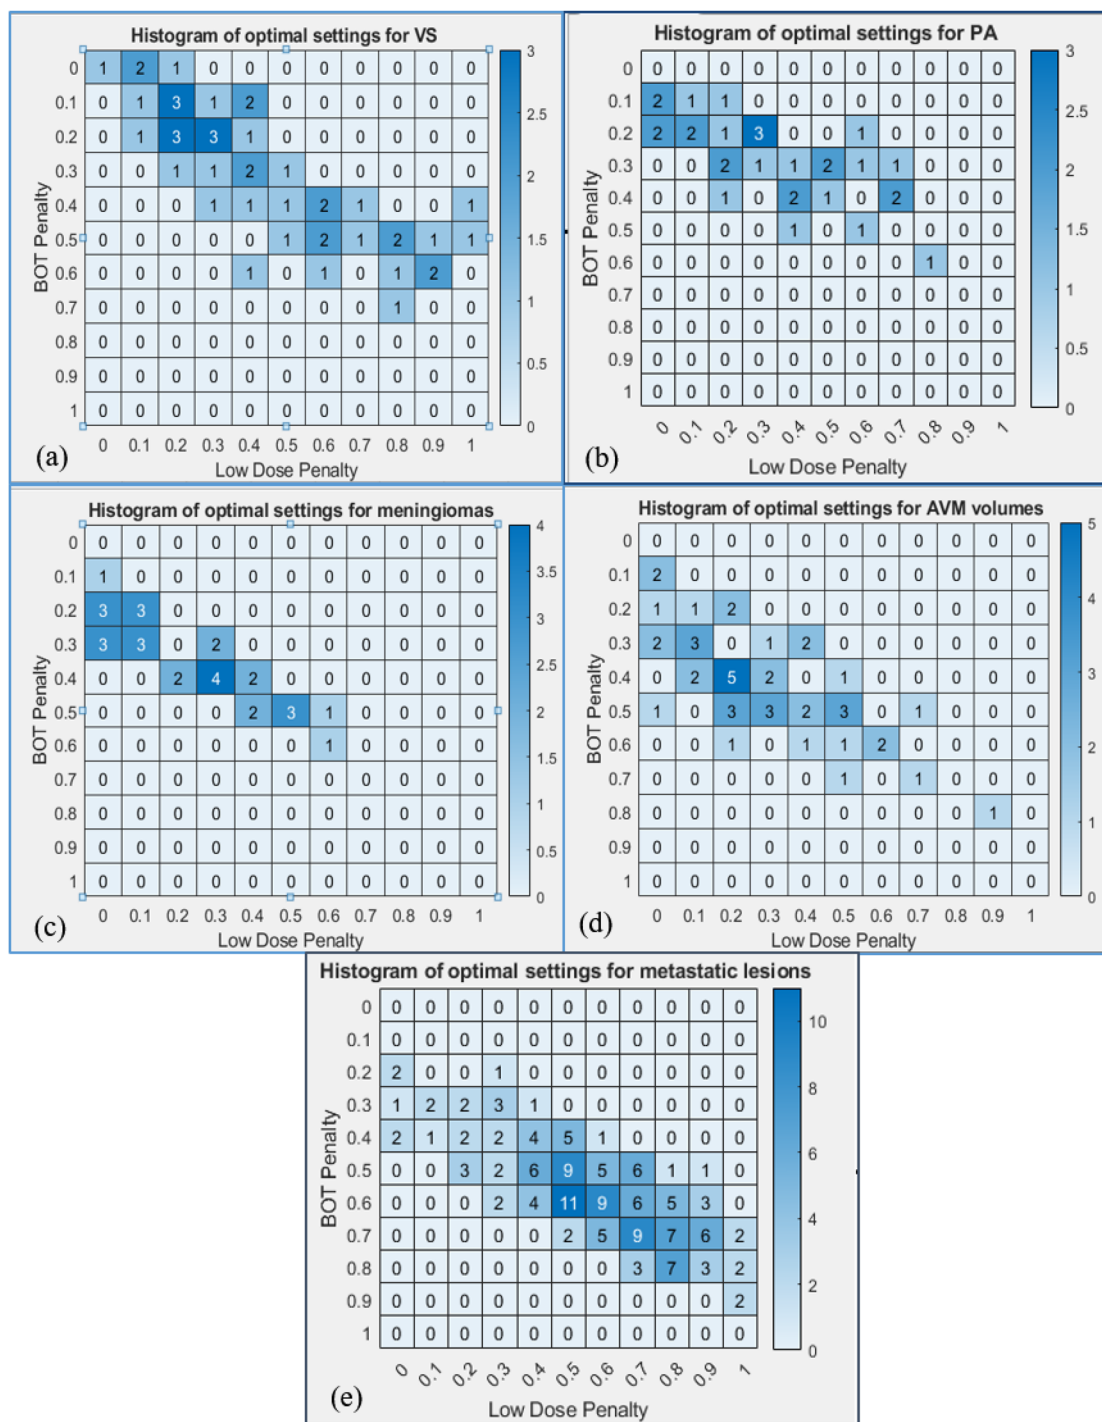 Histogram of optimal settings for VS
0 1 2 1 0 0 0 0 0 0 0 0
0.1 0 1 3 1 2 0 0 0 0 0 0
0.2 0 1 3 3 1 0 0 0 0 0 0
0.3 0 0 1 1 2 1 0 0 0 0 0
0.4 0 0 0 1 1 1 2 1 0 0 1
0.5 0 0 0 0 0 1 2 1 2 1 1
0.6 0 0 0 0 1 0 1 0 1 2 0
0.7 0 0 0 0 0 0 0 0 1 0 0
0.8 0 0 0 0 0 0 0 0 0 0 0
0.9 0 0 0 0 0 0 0 0 0 0 0
1 0 0 0 0 0 0 0 0 0 0 0
0 0.1 0.2 0.3 0.4 0.5 0.6 0.7 0.8 0.9 1
Low Dose Penalty
BOT Penalty
3
2.5
2
1.5
1
0.5
0
(a)
Histogram of optimal settings for PA
0 0 0 0 0 0 0 0 0 0 0 0
0.1 2 1 1 0 0 0 0 0 0 0 0
0.2 2 2 1 3 0 0 1 0 0 0 0
0.3 0 0 2 1 1 2 1 1 0 0 0
0.4 0 0 1 0 2 1 0 2 0 0 0
0.5 0 0 0 0 1 0 1 0 0 0 0
0.6 0 0 0 0 0 0 0 0 1 0 0
0.7 0 0 0 0 0 0 0 0 0 0 0
0.8 0 0 0 0 0 0 0 0 0 0 0
0.9 0 0 0 0 0 0 0 0 0 0 0
1 0 0 0 0 0 0 0 0 0 0 0
0 0.1 0.2 0.3 0.4 0.5 0.6 0.7 0.8 0.9 1
Low Dose Penalty
BOT Penalty
3
2.5
2
1.5
1
0.5
0
(b)
Histogram of optimal settings for meningiomas
0 0 0 0 0 0 0 0 0 0 0 0
0.1 1 0 0 0 0 0 0 0 0 0 0
0.2 3 3 0 0 0 0 0 0 0 0 0
0.3 3 3 0 2 0 0 0 0 0 0 0
0.4 0 0 2 4 2 0 0 0 0 0 0
0.5 0 0 0 0 2 3 1 0 0 0 0
0.6 0 0 0 0 0 0 1 0 0 0 0
0.7 0 0 0 0 0 0 0 0 0 0 0
0.8 0 0 0 0 0 0 0 0 0 0 0
0.9 0 0 0 0 0 0 0 0 0 0 0
1 0 0 0 0 0 0 0 0 0 0 0
0 0.1 0.2 0.3 0.4 0.5 0.6 0.7 0.8 0.9 1
Low Dose Penalty
BOT Penalty
4
3.5
3
2.5
2
1.5
1
0.5
0
(c)
Histogram of optimal settings for AVM volumes
0 0 0 0 0 0 0 0 0 0 0 0
0.1 2 0 0 0 0 0 0 0 0 0 0
0.2 1 1 2 0 0 0 0 0 0 0 0
0.3 2 3 0 1 2 0 0 0 0 0 0
0.4 0 2 5 2 0 1 0 0 0 0 0
0.5 1 0 3 3 2 3 0 1 0 0 0
0.6 0 0 1 0 1 1 2 0 0 0 0
0.7 0 0 0 0 0 1 0 1 0 0 0
0.8 0 0 0 0 0 0 0 0 0 1 0
0.9 0 0 0 0 0 0 0 0 0 0 0
1 0 0 0 0 0 0 0 0 0 0 0
0 0.1 0.2 0.3 0.4 0.5 0.6 0.7 0.8 0.9 1
Low Dose Penalty
BOT Penalty
5
4
3
2
1
0
(d)
Histogram of optimal settings for metastatic lesions
0 0 0 0 0 0 0 0 0 0 0 0
0.1 0 0 0 0 0 0 0 0 0 0 0
0.2 2 0 0 1 0 0 0 0 0 0 0
0.3 1 2 2 3 1 0 0 0 0 0 0
0.4 2 1 2 2 4 5 1 0 0 0 0
0.5 0 0 3 2 6 9 5 6 1 1 0
0.6 0 0 0 2 4 11 9 6 5 3 0
0.7 0 0 0 0 0 2 5 9 7 6 2
0.8 0 0 0 0 0 0 0 3 7 3 2
0.9 0 0 0 0 0 0 0 0 0 0 2
1 0 0 0 0 0 0 0 0 0 0 0
0 0.1 0.2 0.3 0.4 0.5 0.6 0.7 0.8 0.9 1
Low Dose Penalty
BOT Penalty
10
8
6
4
2
0
(e)